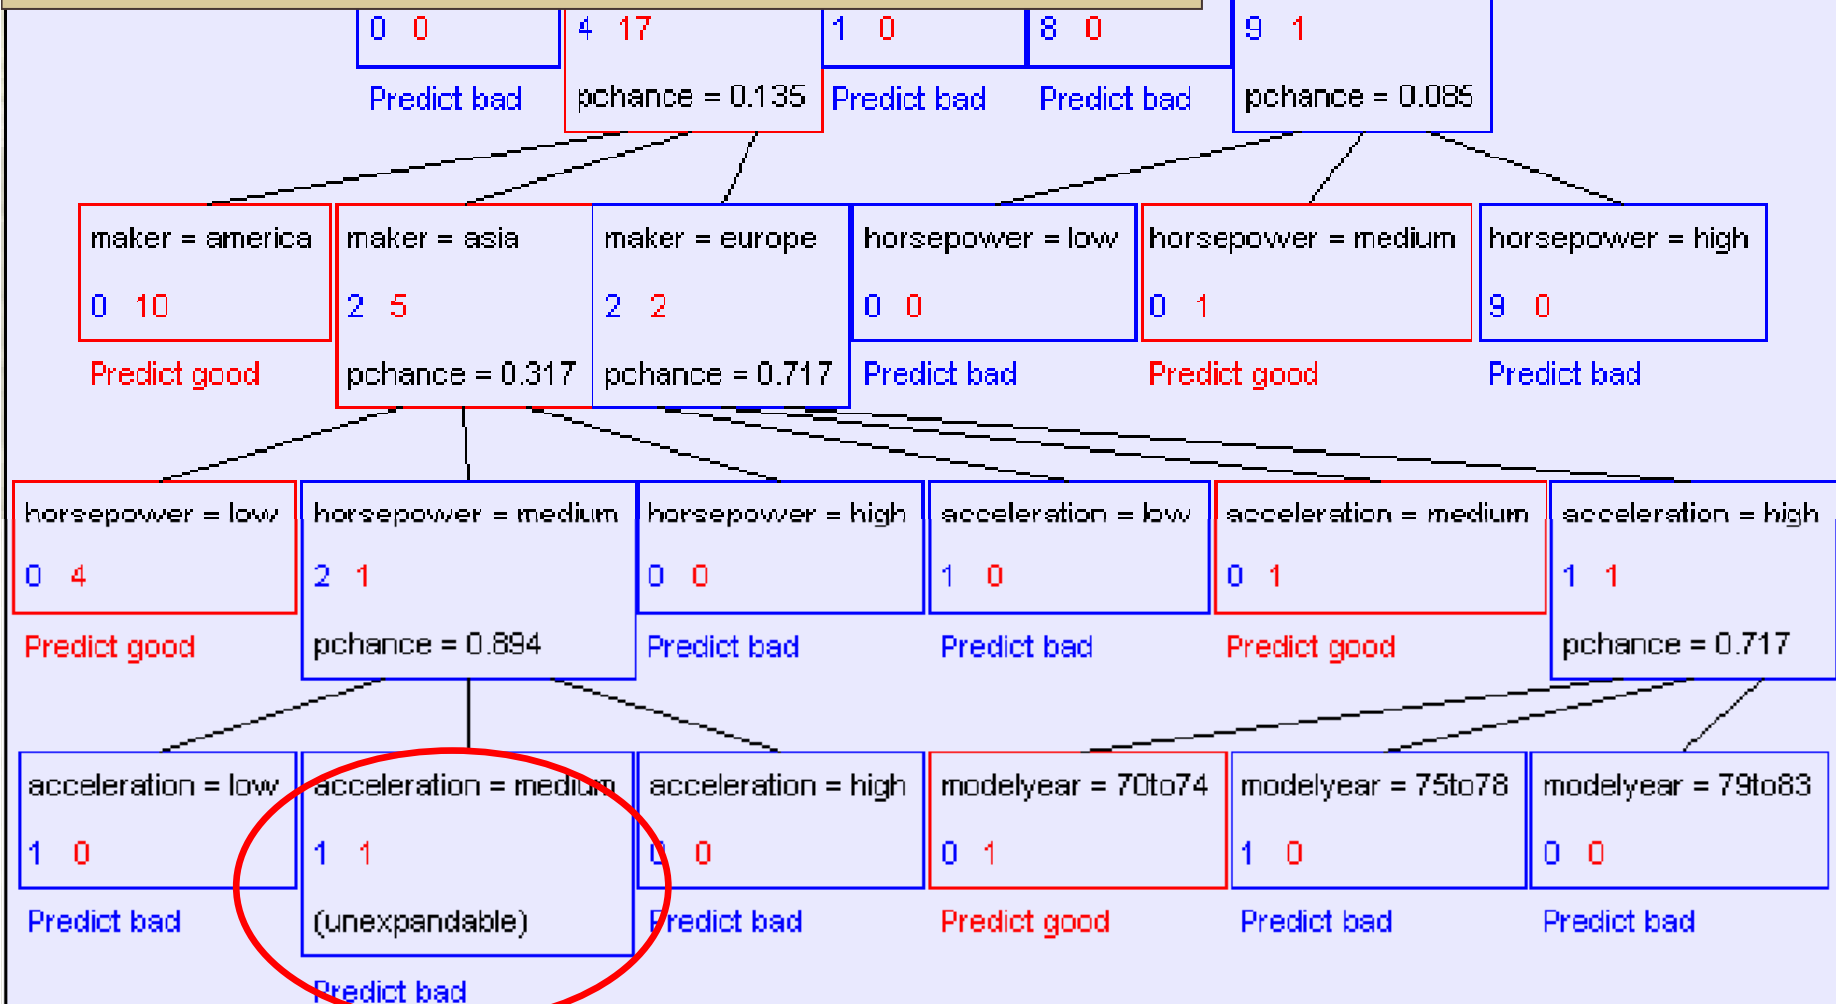 0 0
4 17
1 0
8 0
9 1
Predict bad
pchance = 0.135
Predict bad
Predict bad
pchance = 0.085
maker = america
maker = asia
maker = europe
horsepower = low
horsepower = medium
horsepower = high
0 10
2 5
2 2
0 0
0 1
9 0
Predict good
pchance = 0.317
pchance = 0.717
Predict bad
Predict good
Predict bad
horsepower = low
horsepower = medium
horsepower = high
acceleration = low
acceleration = medium
acceleration = high
0 4
2 1
0 0
1 0
0 1
1 1
Predict good
pchance = 0.894
Predict bad
Predict bad
Predict good
pchance = 0.717
acceleration = low
acceleration = medium
acceleration = high
modelyear = 70to74
modelyear = 75to78
modelyear = 79to83
1 0
1 1
0 0
0 1
1 0
0 0
Predict bad
(unexpandable)
Predict bad
Predict good
Predict bad
Predict bad
Predict bad